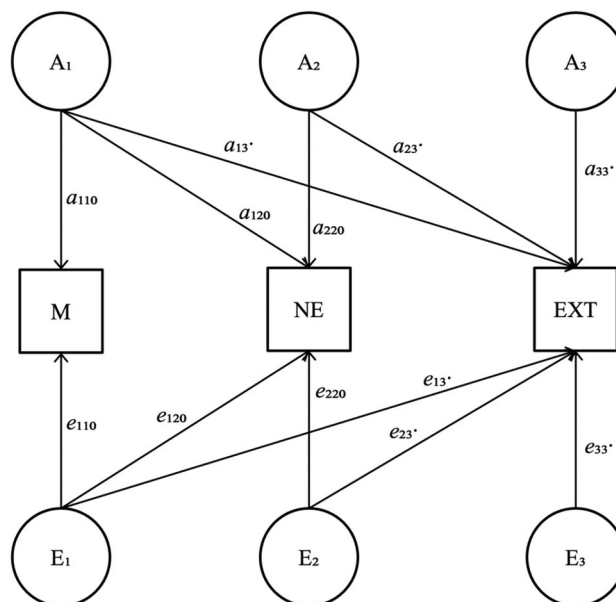 A₁ A₂ A₃
a₁₃· a₂₃·
a₃₃·
a₁₁₀
a₁₂₀ a₂₂₀
M NE EXT
e₁₃·
e₂₂₀
e₁₂₀
e₁₁₀ e₂₃·
e₃₃·
E₁ E₂ E₃